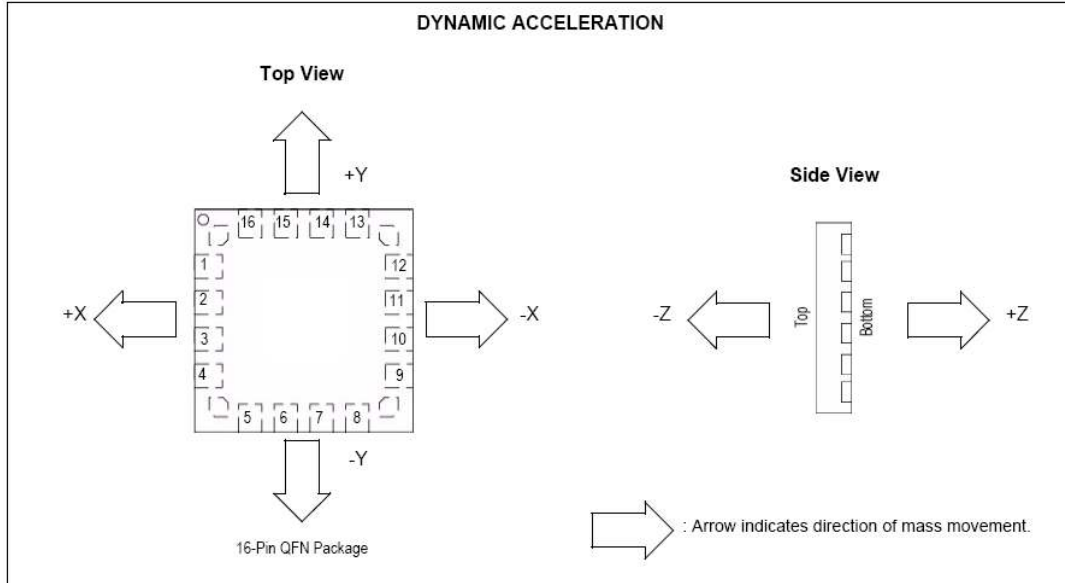 DYNAMIC ACCELERATION
Top View
+Y
Side View
16 15 14 13
1
12
2
11
3
10
4
9
+X
-X
5 6 7 8
-Y
16-Pin QFN Package
-Z
Top
Bottom
+Z
: Arrow indicates direction of mass movement.